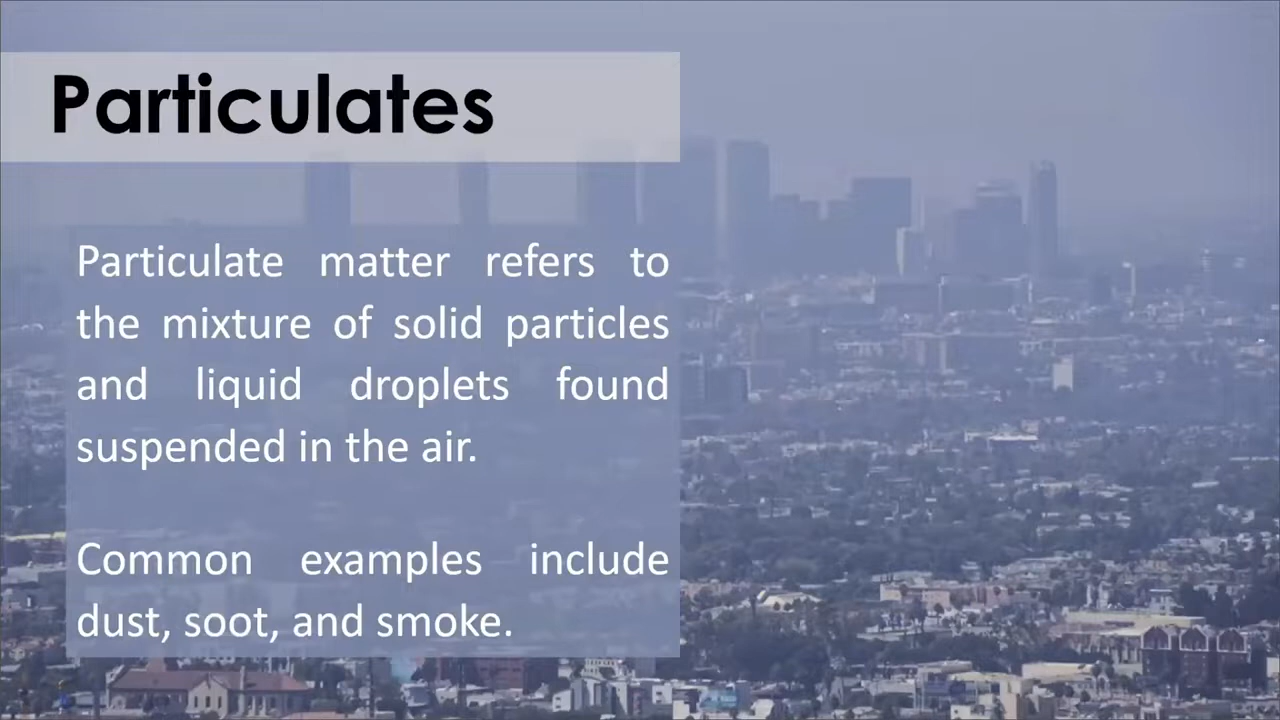 Particulates
Particulate matter refers to
the mixture of solid particles
and liquid droplets found
suspended in the air.
Common examples include
dust, soot, and smoke.